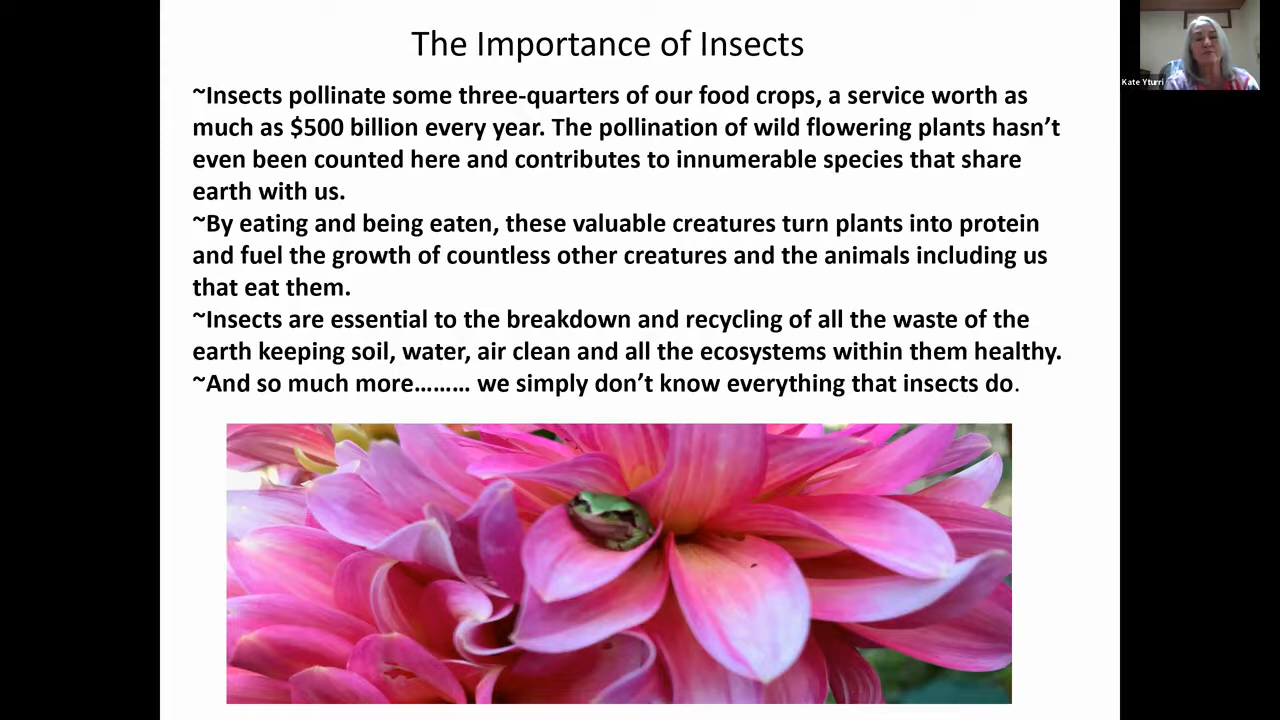 The Importance of Insects
Kate Yturri
~Insects pollinate some three-quarters of our food crops, a service worth as
much as $500 billion every year. The pollination of wild flowering plants hasn’t
even been counted here and contributes to innumerable species that share
earth with us.
~By eating and being eaten, these valuable creatures turn plants into protein
and fuel the growth of countless other creatures and the animals including us
that eat them.
~Insects are essential to the breakdown and recycling of all the waste of the
earth keeping soil, water, air clean and all the ecosystems within them healthy.
~And so much more……… we simply don’t know everything that insects do.